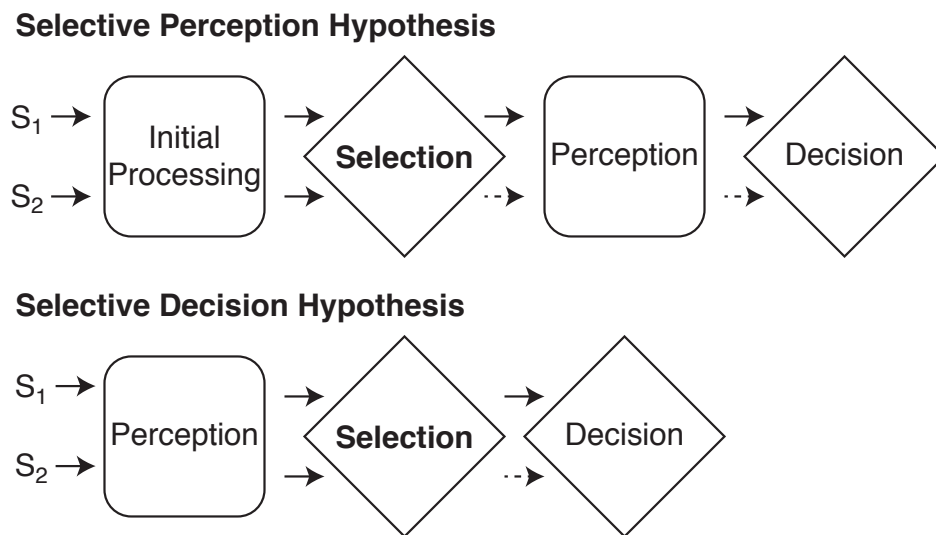 Selective Perception Hypothesis
S₁
Initial
Processing
Selection
Perception
Decision
S₂
Selective Decision Hypothesis
S₁
Perception
Selection
Decision
S₂